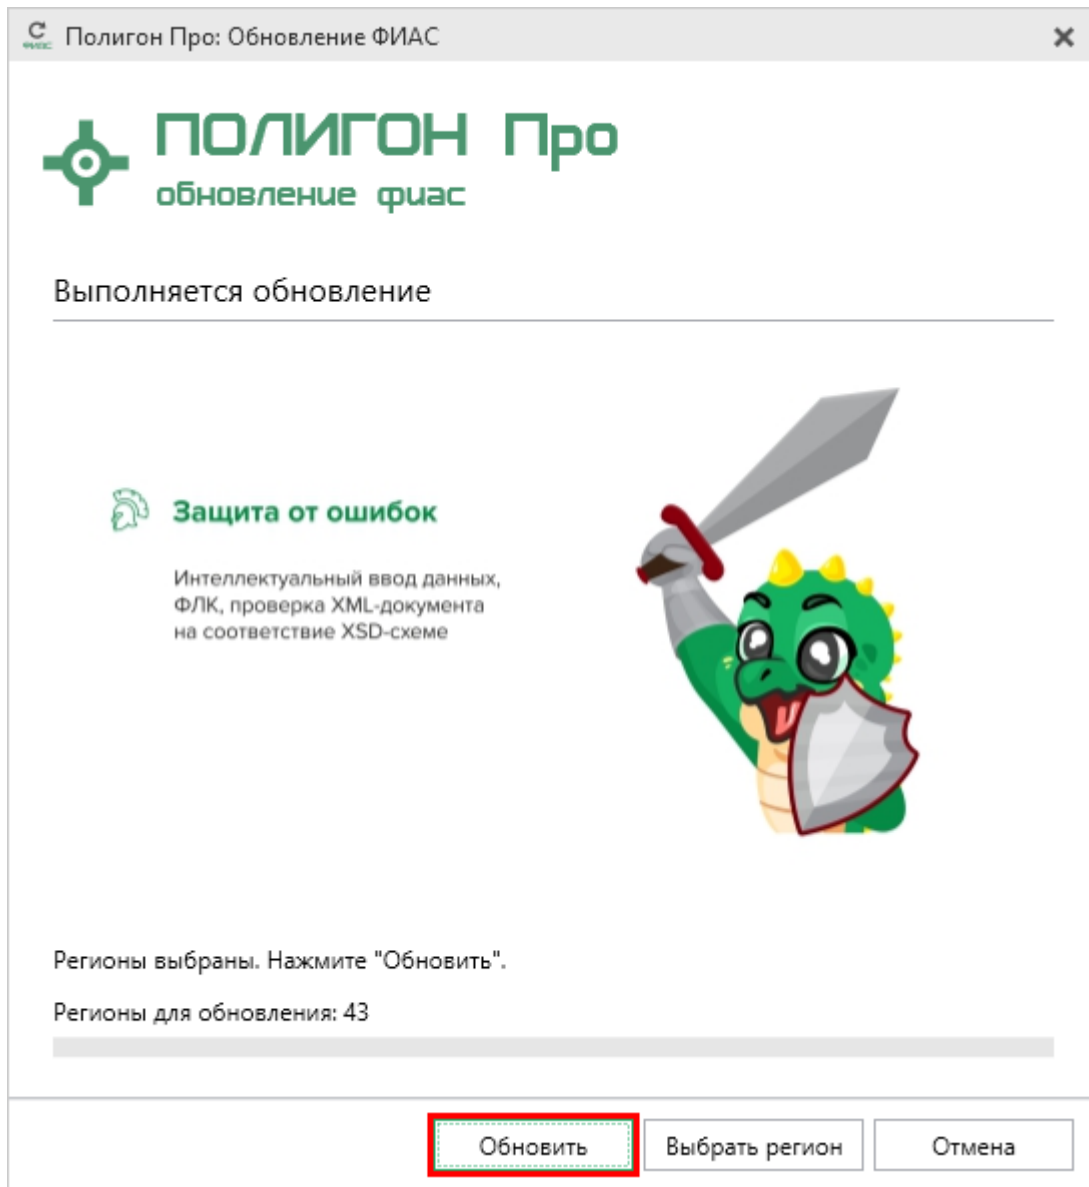 ФИАС Полигон Про: Обновление ФИАС
ПОЛИГОН Про
обновление фиас
Выполняется обновление
Защита от ошибок
Интеллектуальный ввод данных,
ФЛК, проверка XML-документа
на соответствие XSD-схеме
Регионы выбраны. Нажмите "Обновить".
Регионы для обновления: 43
Обновить Выбрать регион Отмена